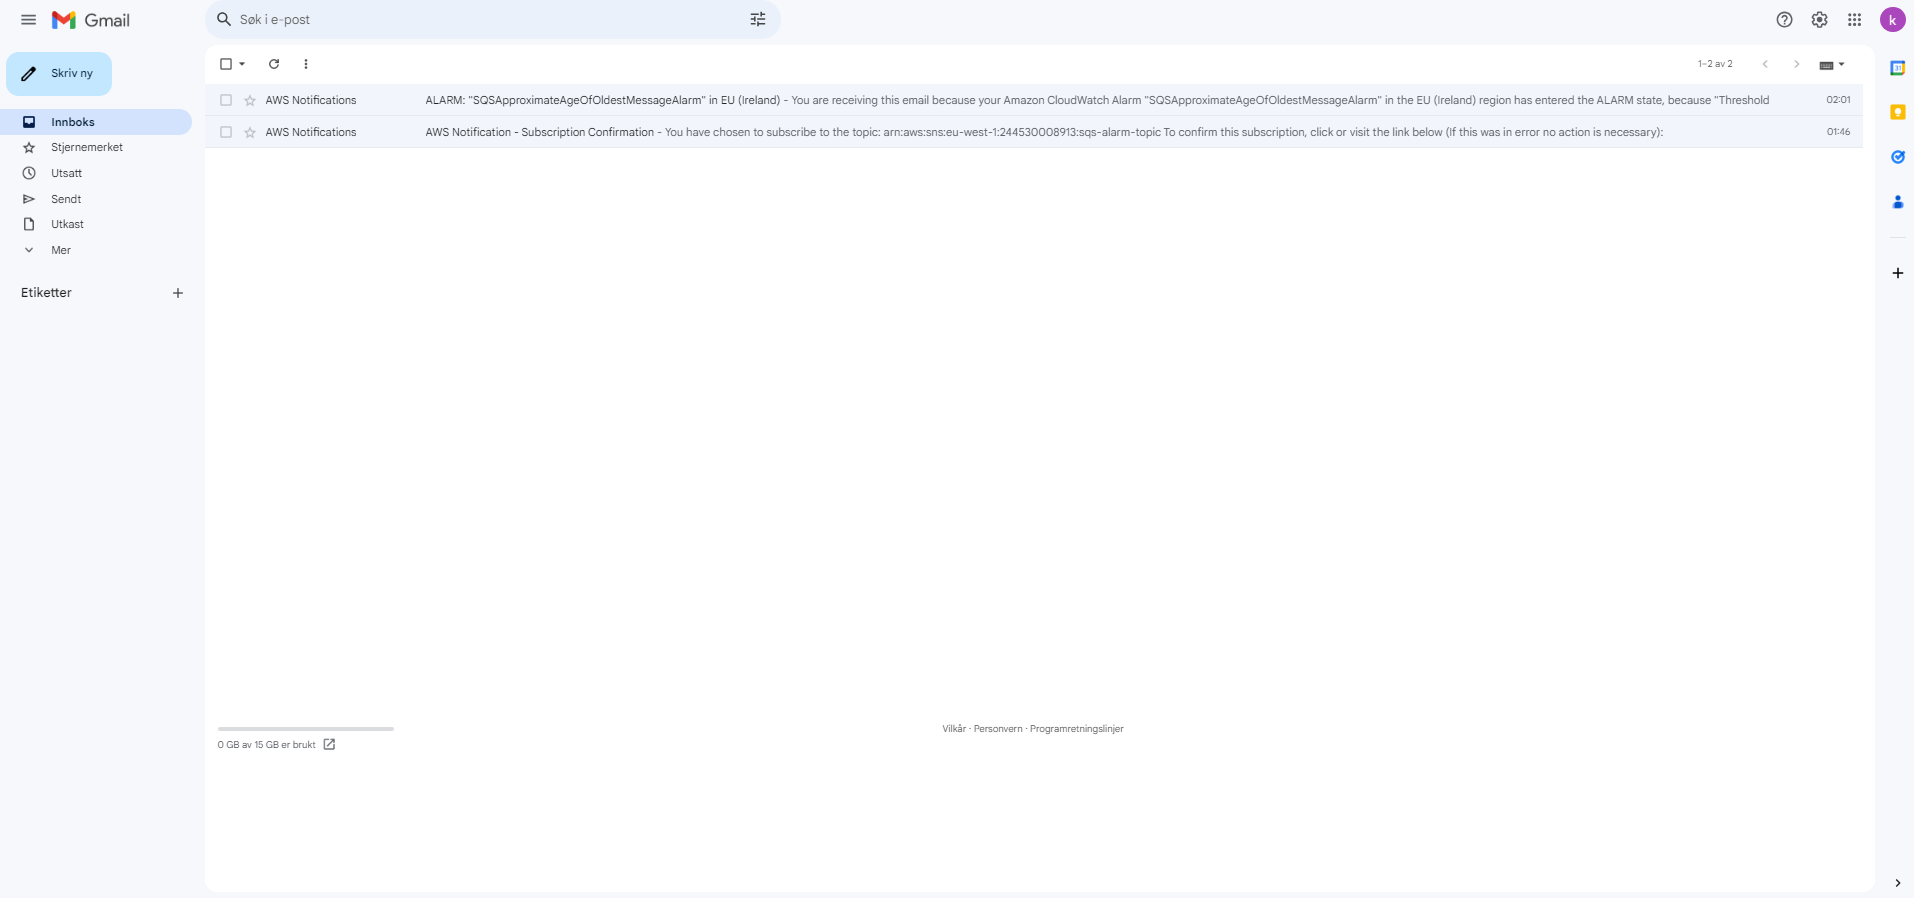 Gmail
Søk i e-post
k
Skriv ny
1–2 av 2
31
AWS Notifications ALARM: "SQSApproximateAgeOfOldestMessageAlarm" in EU (Ireland) - You are receiving this email because your Amazon CloudWatch Alarm "SQSApproximateAgeOfOldestMessageAlarm" in the EU (Ireland) region has entered the ALARM state, because "Threshold 02:01
AWS Notifications AWS Notification - Subscription Confirmation - You have chosen to subscribe to the topic: arn:aws:sns:eu-west-1:244530008913:sqs-alarm-topic To confirm this subscription, click or visit the link below (If this was in error no action is necessary): 01:46
Innboks
Stjernemerket
Utsatt
Sendt
Utkast
Mer
Etiketter
Vilkår · Personvern · Programretningslinjer
0 GB av 15 GB er brukt